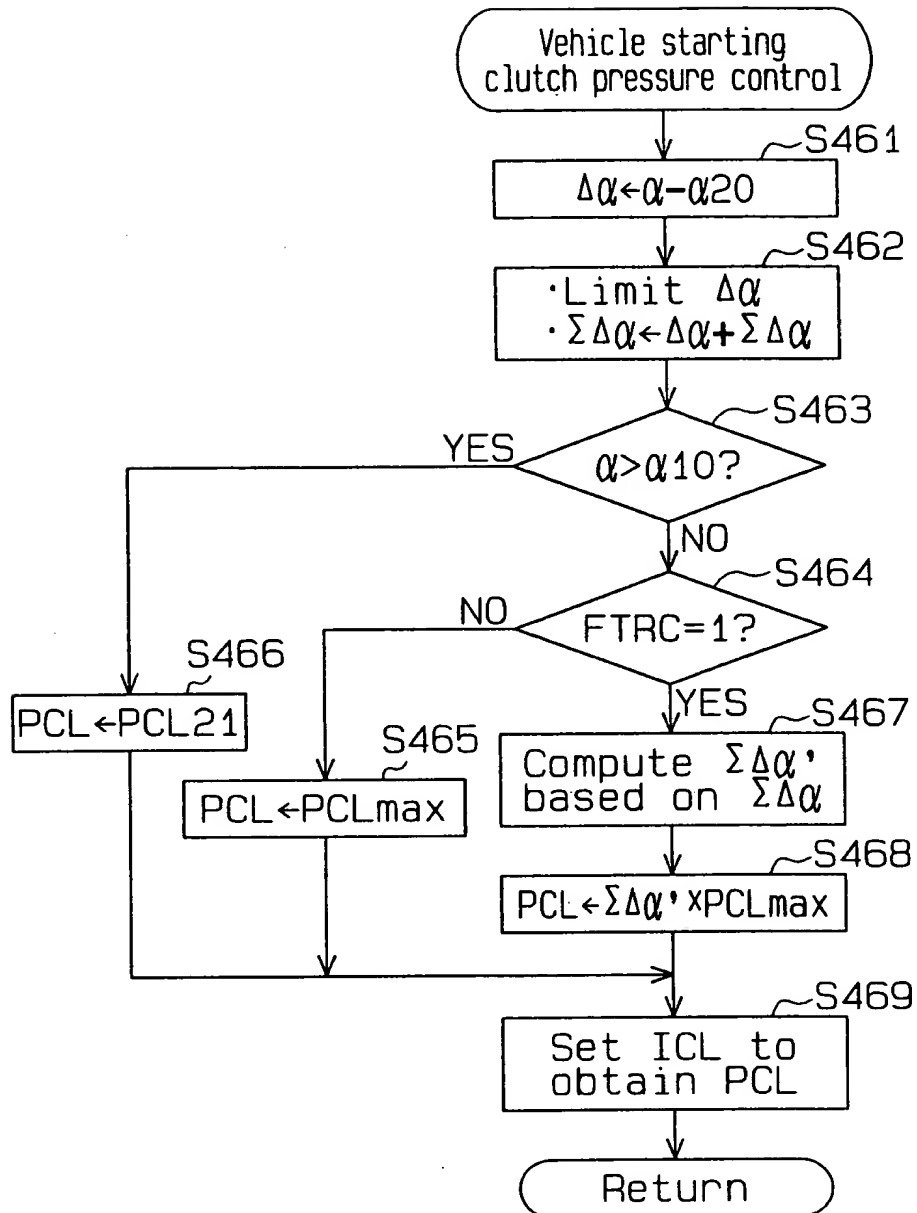 Vehicle starting
clutch pressure control
S461
Δα←α-α20
S462
·Limit Δα
·ΣΔα←Δα+ΣΔα
S463
YES
α>α10?
NO
S464
NO
FTRC=1?
S466
YES
S467
PCL←PCL21
S465
Compute ΣΔα'
based on ΣΔα
PCL←PCLmax
S468
PCL←ΣΔα'×PCLmax
S469
Set ICL to
obtain PCL
Return